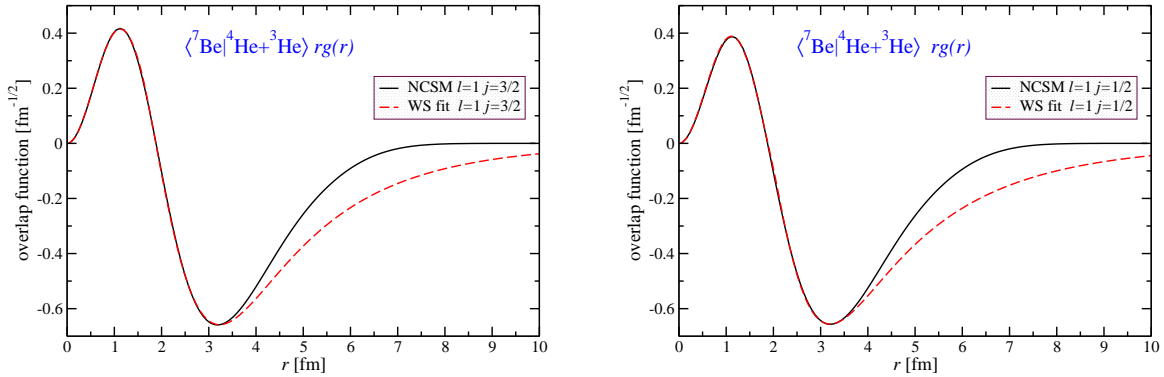 ⟨⁷Be|⁴He+³He⟩ rg(r)
NCSM l=1 j=3/2
WS fit l=1 j=3/2
overlap function [fm^-1/2]
0.4
0.2
0
-0.2
-0.4
-0.6
0 1 2 3 4 5 6 7 8 9 10
r [fm]
⟨⁷Be|⁴He+³He⟩ rg(r)
NCSM l=1 j=1/2
WS fit l=1 j=1/2
overlap function [fm^-1/2]
0.4
0.2
0
-0.2
-0.4
-0.6
0 1 2 3 4 5 6 7 8 9 10
r [fm]